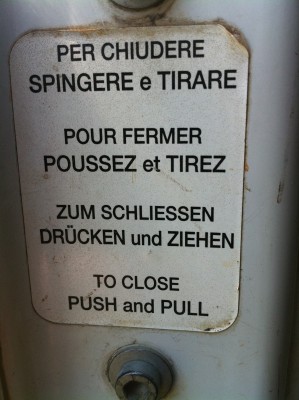 PER CHIUDERE
SPINGERE e TIRARE
POUR FERMER
POUSSEZ et TIREZ
ZUM SCHLIESSEN
DRÜCKEN und ZIEHEN
TO CLOSE
PUSH and PULL